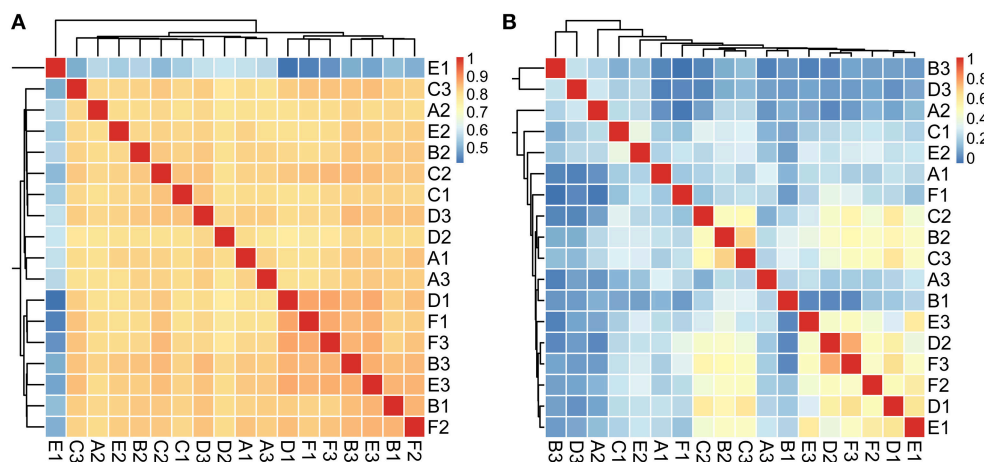 A
B
1
0.9
0.8
0.7
0.6
0.5
E1
C3
A2
E2
B2
C2
C1
D3
D2
A1
A3
D1
F1
F3
B3
E3
B1
F2
E1 C3 A2 E2 B2 C2 C1 D3 D2 A1 A3 D1 F1 F3 B3 E3 B1 F2
1
0.8
0.6
0.4
0.2
0
B3
D3
A2
C1
E2
A1
F1
C2
B2
C3
A3
B1
E3
D2
F3
F2
D1
E1
B3 D3 A2 C1 E2 A1 F1 C2 B2 C3 A3 B1 E3 D2 F3 F2 D1 E1